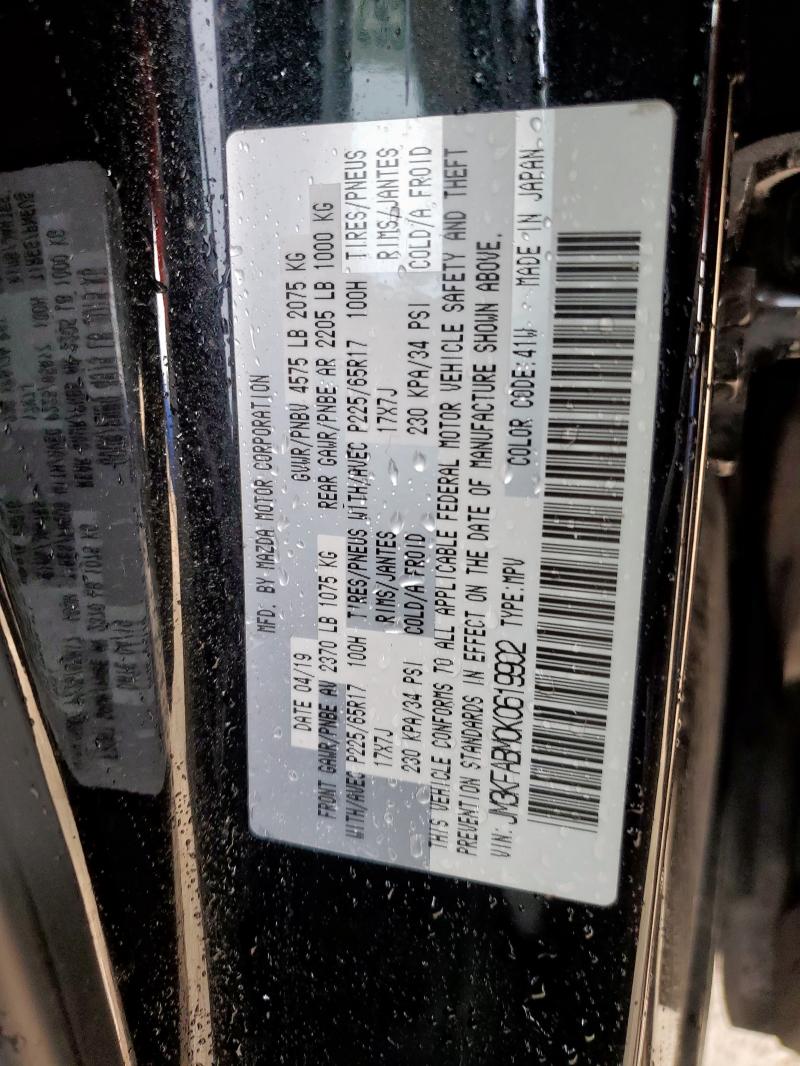 MFD. BY MAZDA MOTOR CORPORATION
DATE 04/19 GVWR/PNBV 4575 LB 2075 KG
FRONT GAWR/PNBE AV 2370 LB 1075 KG REAR GAWR/PNBE AR 2205 LB 1000 KG
WITH/AVEC P225/65R17 100H TIRES/PNEUS WITH/AVEC P225/65R17 100H TIRES/PNEUS
17X7J RIMS/JANTES 17X7J RIMS/JANTES
230 KPA/34 PSI COLD/A FROID 230 KPA/34 PSI COLD/A FROID
THIS VEHICLE CONFORMS TO ALL APPLICABLE FEDERAL MOTOR VEHICLE SAFETY AND THEFT
PREVENTION STANDARDS IN EFFECT ON THE DATE OF MANUFACTURE SHOWN ABOVE.
VIN: JM3KFABM0K0619902 TYPE:MPV COLOR CODE:41W MADE IN JAPAN